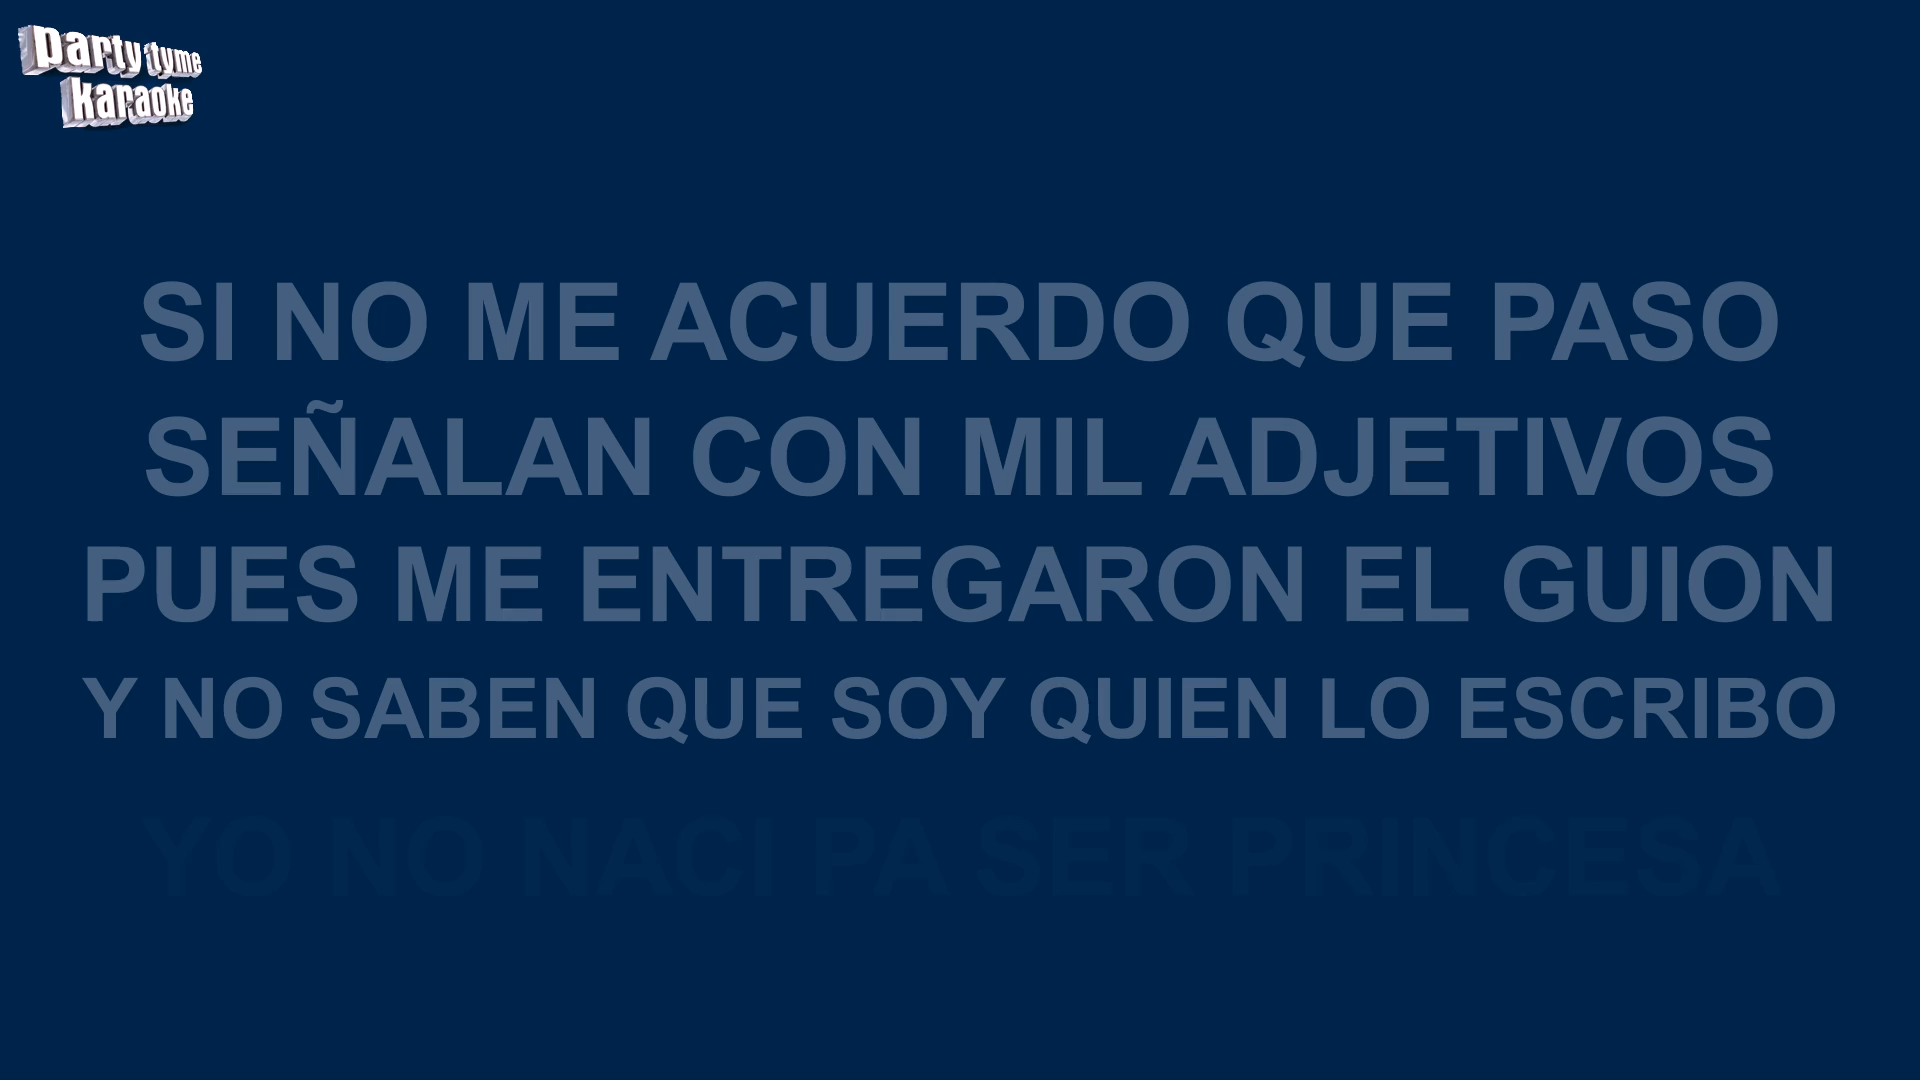 party tyme
karaoke
SI NO ME ACUERDO QUE PASO
SEÑALAN CON MIL ADJETIVOS
PUES ME ENTREGARON EL GUION
Y NO SABEN QUE SOY QUIEN LO ESCRIBO
YO NO NACI PA SER PRINCESA